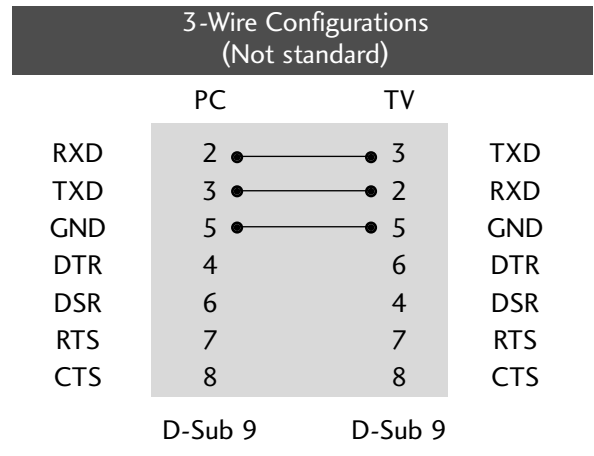 3-Wire Configurations
(Not standard)
PC TV
RXD 2 3 TXD
TXD 3 2 RXD
GND 5 5 GND
DTR 4 6 DTR
DSR 6 4 DSR
RTS 7 7 RTS
CTS 8 8 CTS
D-Sub 9 D-Sub 9